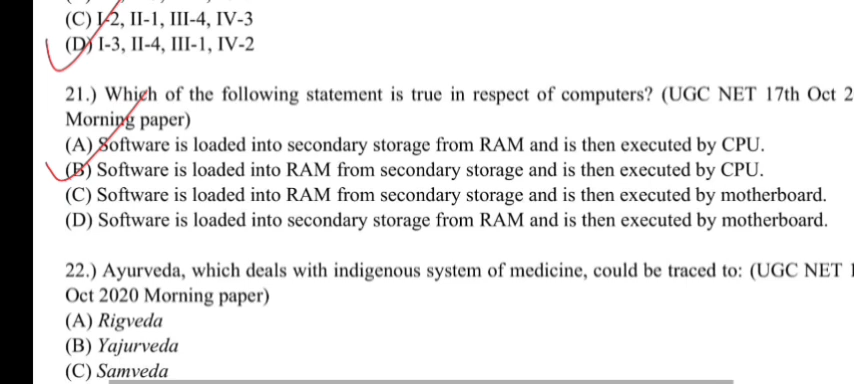 (C) I-2, II-1, III-4, IV-3
(D) I-3, II-4, III-1, IV-2
21.) Which of the following statement is true in respect of computers? (UGC NET 17th Oct 2
Morning paper)
(A) Software is loaded into secondary storage from RAM and is then executed by CPU.
(B) Software is loaded into RAM from secondary storage and is then executed by CPU.
(C) Software is loaded into RAM from secondary storage and is then executed by motherboard.
(D) Software is loaded into secondary storage from RAM and is then executed by motherboard.
22.) Ayurveda, which deals with indigenous system of medicine, could be traced to: (UGC NET 1
Oct 2020 Morning paper)
(A) Rigveda
(B) Yajurveda
(C) Samveda